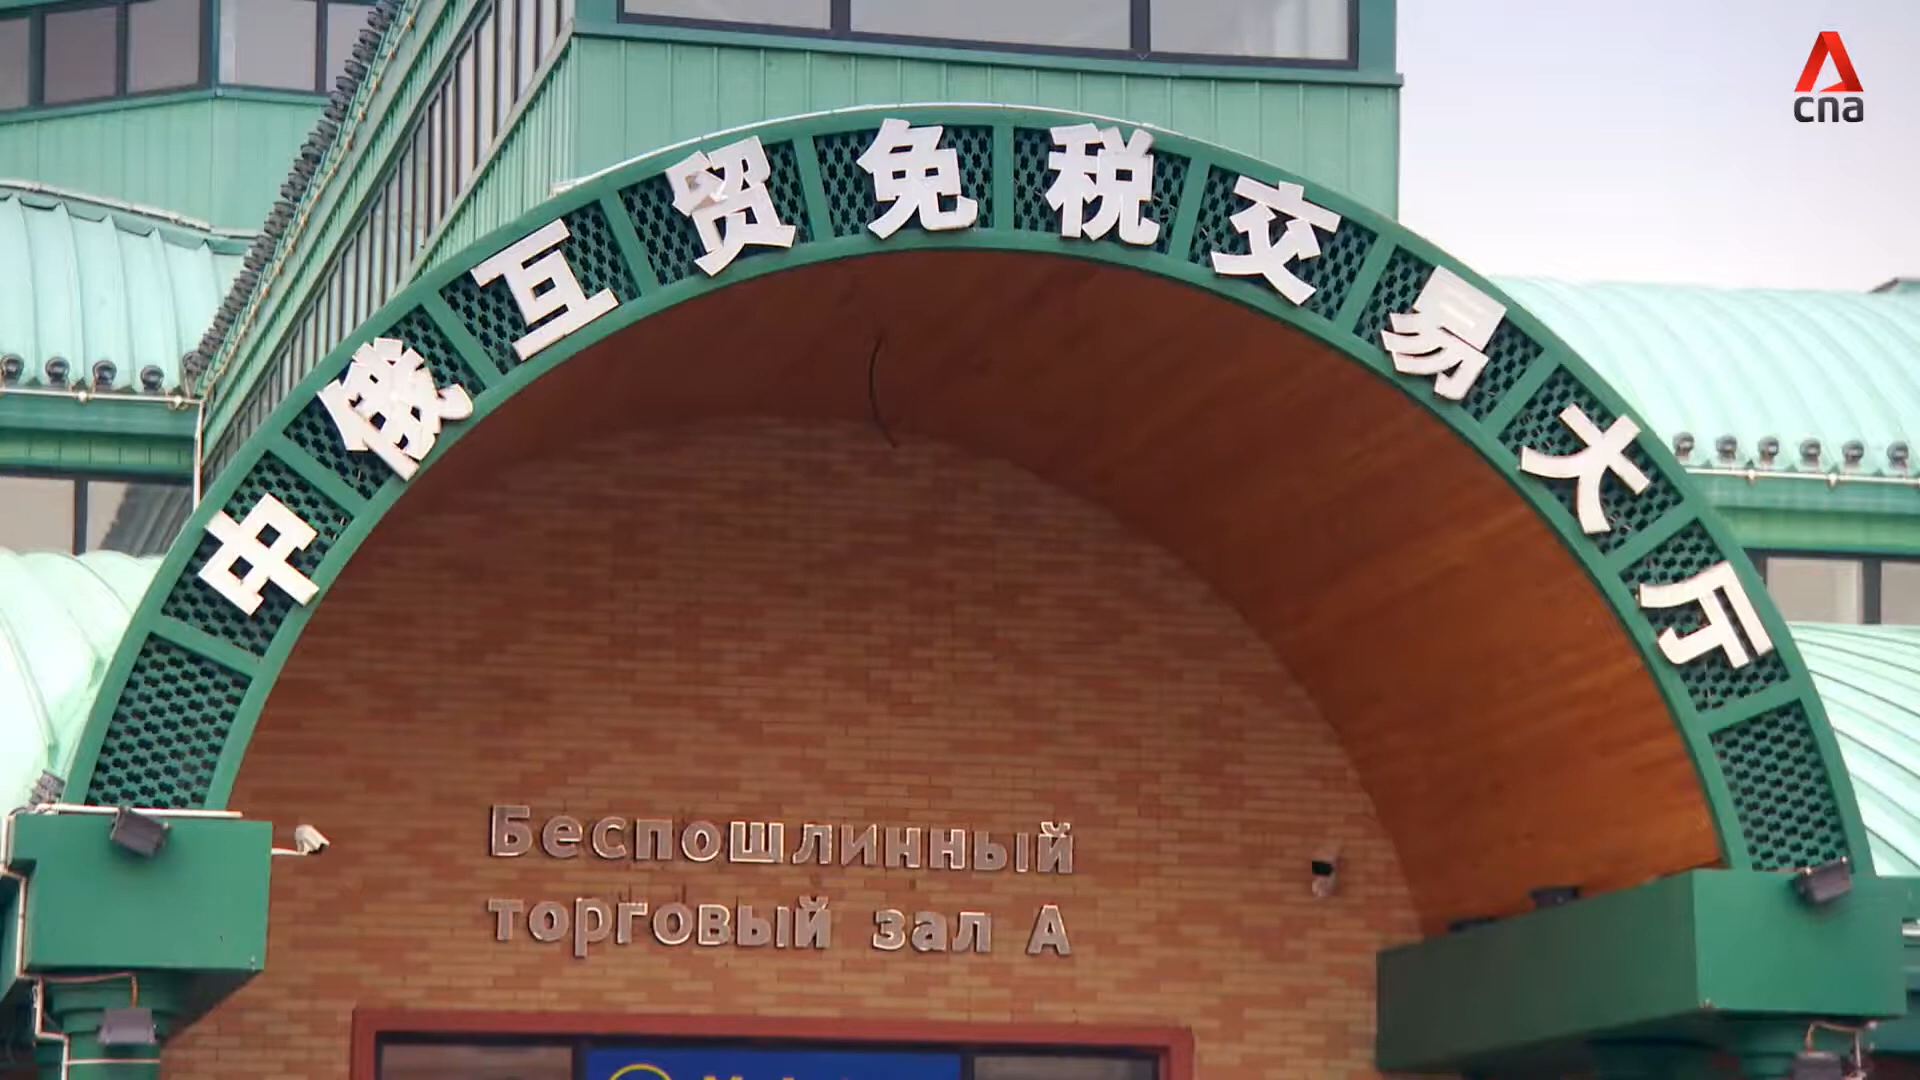 cna
中俄互贸免税交易大厅
Беспошлинный
торговый зал А